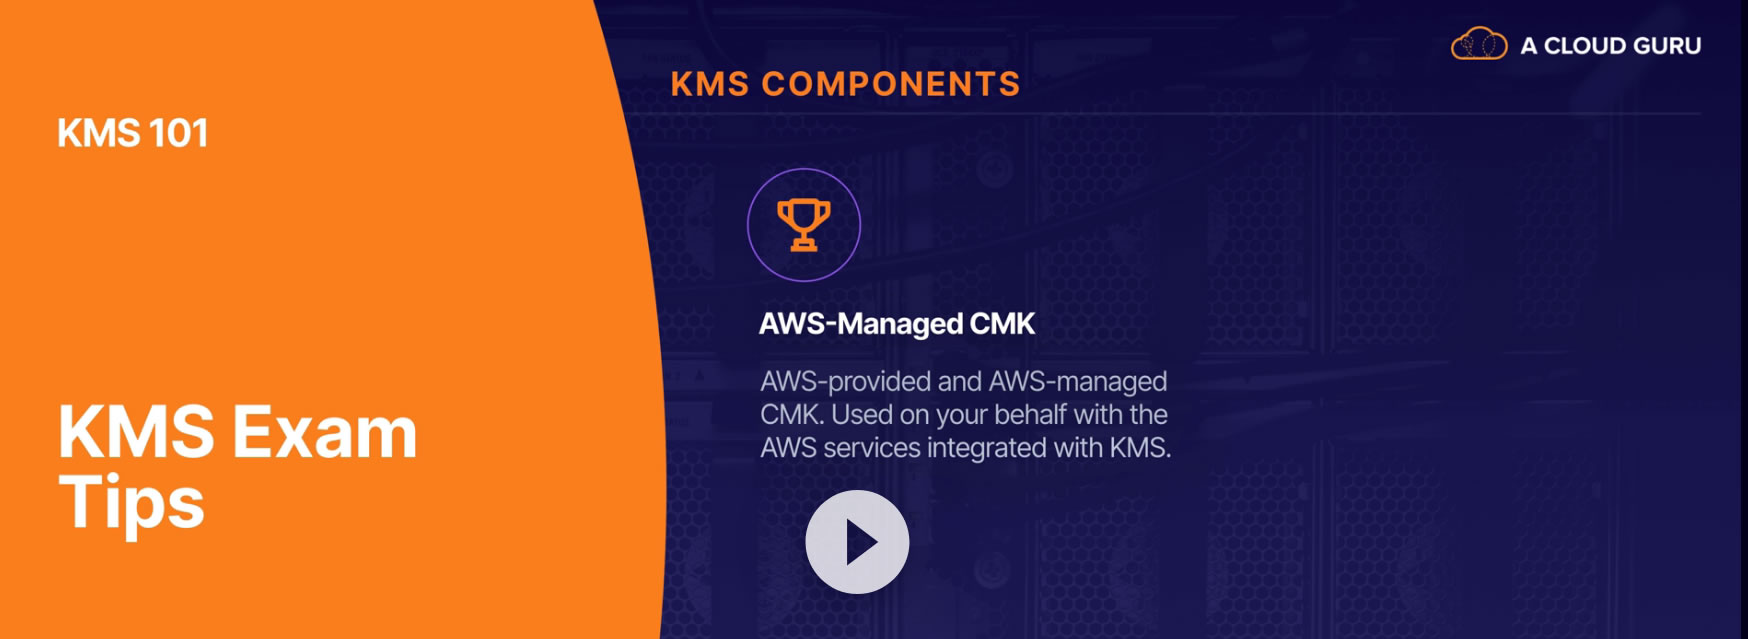 KMS 101
KMS Exam
Tips
A CLOUD GURU
KMS COMPONENTS
AWS-Managed CMK
AWS-provided and AWS-managed
CMK. Used on your behalf with the
AWS services integrated with KMS.